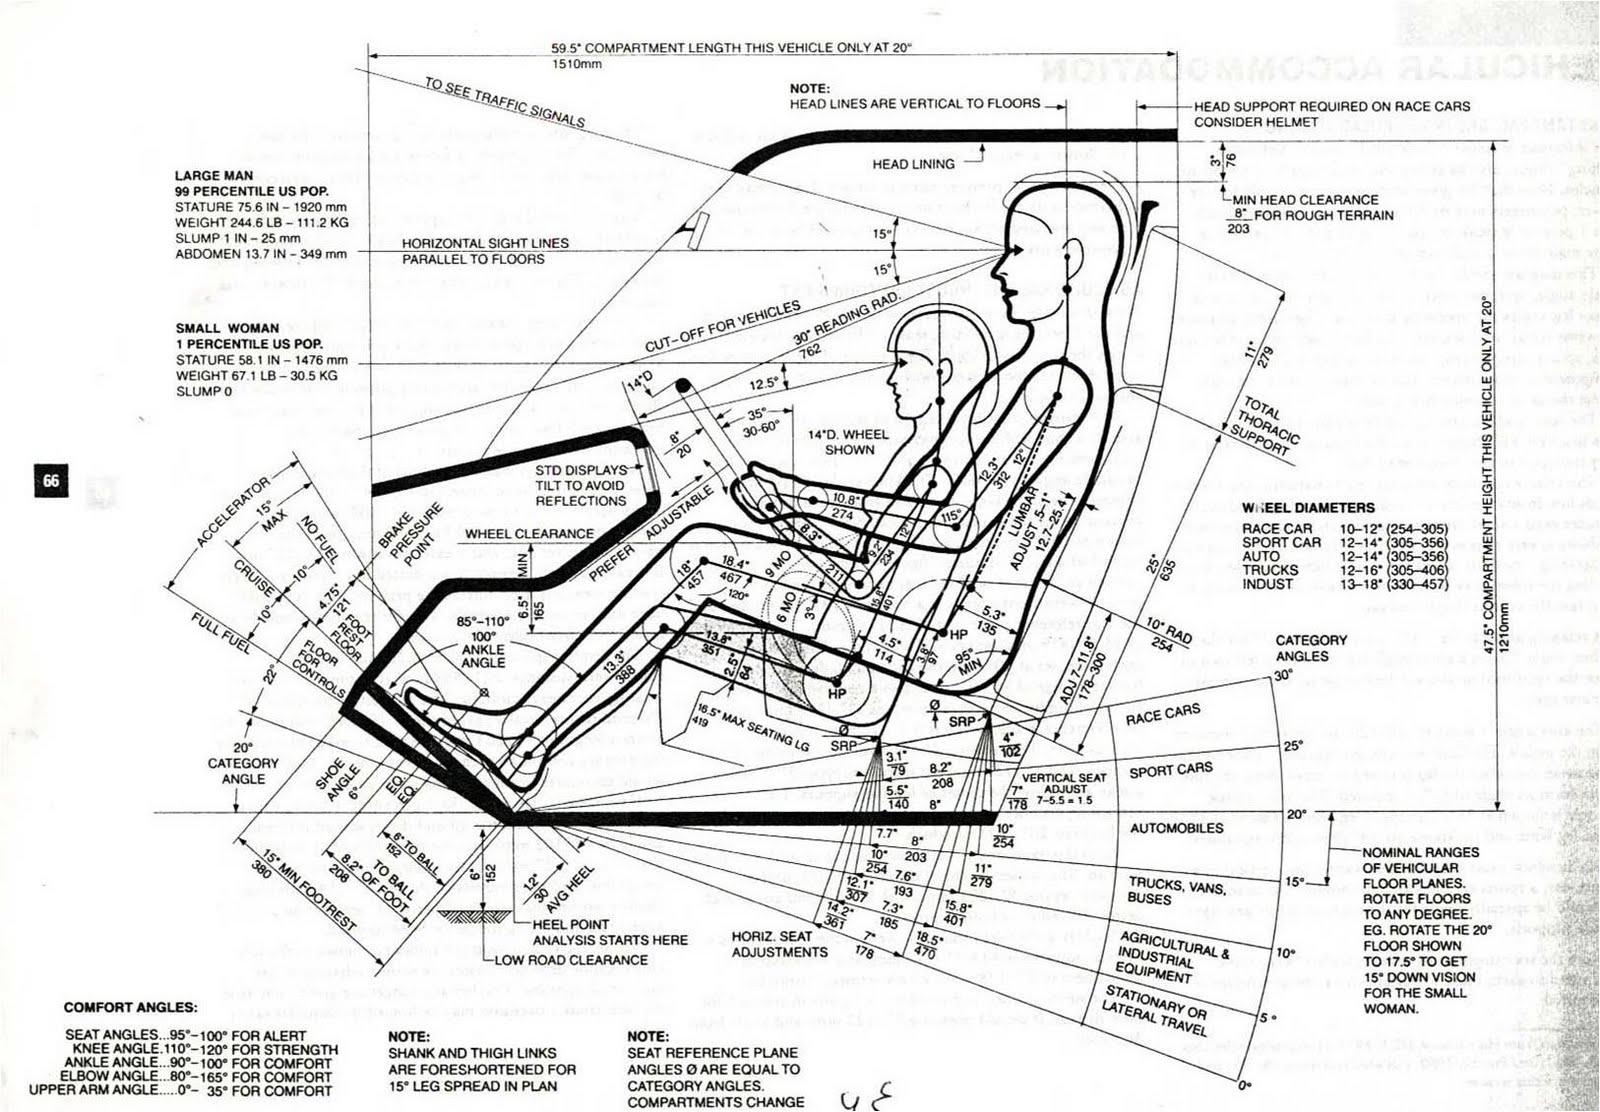 59.5" COMPARTMENT LENGTH THIS VEHICLE ONLY AT 20°
1510mm
TO SEE TRAFFIC SIGNALS
NOTE:
HEAD LINES ARE VERTICAL TO FLOORS
HEAD SUPPORT REQUIRED ON RACE CARS
CONSIDER HELMET
HEAD LINING
3"
76
MIN HEAD CLEARANCE
8" FOR ROUGH TERRAIN
203
LARGE MAN
99 PERCENTILE US POP.
STATURE 75.6 IN – 1920 mm
WEIGHT 244.6 LB – 111.2 KG
SLUMP 1 IN – 25 mm
ABDOMEN 13.7 IN – 349 mm
HORIZONTAL SIGHT LINES
PARALLEL TO FLOORS
15°
15°
SMALL WOMAN
1 PERCENTILE US POP.
STATURE 58.1 IN – 1476 mm
WEIGHT 67.1 LB – 30.5 KG
SLUMP 0
CUT-OFF FOR VEHICLES
30" READING RAD.
762
14"D
12.5°
35°
30-60°
8"
20
14"D. WHEEL
SHOWN
11"
279
TOTAL
THORACIC
SUPPORT
47.5" COMPARTMENT HEIGHT THIS VEHICLE ONLY AT 20°
1210mm
66
STD DISPLAYS
TILT TO AVOID
REFLECTIONS
PREFER ADJUSTABLE
WHEEL CLEARANCE
MIN
6.5"
165
ACCELERATOR
15°
MAX
NO FUEL
BRAKE
PRESSURE
POINT
CRUISE
10°
10°
FULL FUEL
4.75"
121 FOOT
REST
FLOOR
FLOOR
FOR
CONTROLS
22°
85°–110°
100°
ANKLE
ANGLE
18"
457
18.4"
467
120°
10.8"
274
8.3"
211
9.2"
234
12°
12.3"
312
12°
115°
LUMBAR
ADJUST .5–1"
12.7–25.4
9 MO
6 MO
3°
15.8"
401
13.8"
351
2.5"
64
13.3"
388
4.5"
114
3.8"
97
5.3"
135
HP
HP
95°
MIN
25"
635
10" RAD
254
ADJ 7–11.8"
178–300
16.5" MAX SEATING LG
419
Ø
SRP
Ø
SRP
WHEEL DIAMETERS
RACE CAR 10–12" (254–305)
SPORT CAR 12–14" (305–356)
AUTO 12–14" (305–356)
TRUCKS 12–16" (305–406)
INDUST 13–18" (330–457)
CATEGORY
ANGLES
30°
RACE CARS
25°
SPORT CARS
20°
AUTOMOBILES
15°
TRUCKS, VANS,
BUSES
10°
AGRICULTURAL &
INDUSTRIAL
EQUIPMENT
5°
STATIONARY OR
LATERAL TRAVEL
0°
20°
CATEGORY
ANGLE
SHOE
ANGLE
6°
EQ.
EQ.
6" TO BALL
152
8.2" TO BALL
208 OF FOOT
15" MIN FOOTREST
380
6"
152
12"
30
AVG HEEL
HEEL POINT
ANALYSIS STARTS HERE
LOW ROAD CLEARANCE
3.1"
79
8.2"
208
4"
102
5.5"
140
8"
7"
178
VERTICAL SEAT
ADJUST
7–5.5 = 1.5
7.7"
8"
203
10"
254
10"
254
7.6"
193
11"
279
12.1"
307
7.3"
185
15.8"
401
14.2"
361
7"
178
18.5"
470
HORIZ. SEAT
ADJUSTMENTS
NOMINAL RANGES
OF VEHICULAR
FLOOR PLANES.
ROTATE FLOORS
TO ANY DEGREE.
EG. ROTATE THE 20°
FLOOR SHOWN
TO 17.5° TO GET
15° DOWN VISION
FOR THE SMALL
WOMAN.
COMFORT ANGLES:
SEAT ANGLES...95°–100° FOR ALERT
KNEE ANGLE.110°–120° FOR STRENGTH
ANKLE ANGLE...90°–100° FOR COMFORT
ELBOW ANGLE...80°–165° FOR COMFORT
UPPER ARM ANGLE.....0°– 35° FOR COMFORT
NOTE:
SHANK AND THIGH LINKS
ARE FORESHORTENED FOR
15° LEG SPREAD IN PLAN
NOTE:
SEAT REFERENCE PLANE
ANGLES Ø ARE EQUAL TO
CATEGORY ANGLES.
COMPARTMENTS CHANGE